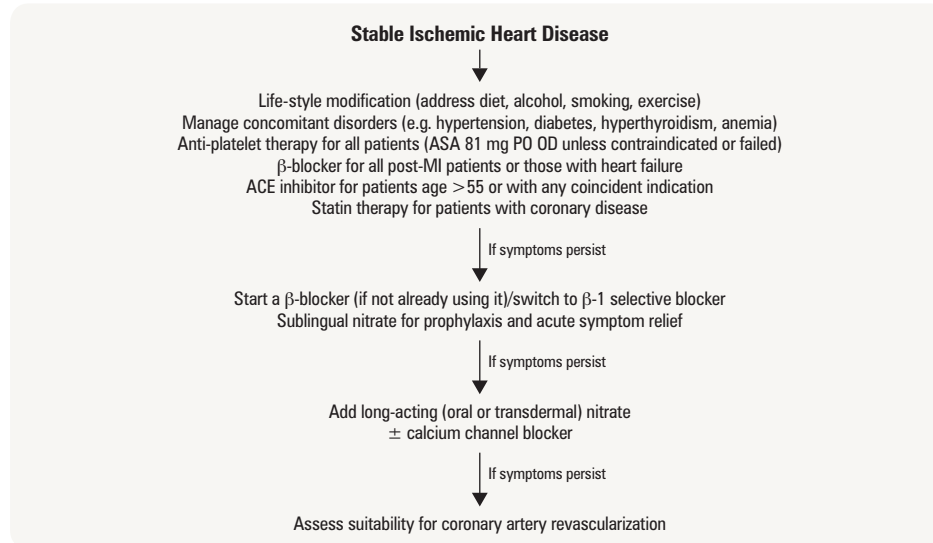 Stable Ischemic Heart Disease
Life-style modification (address diet, alcohol, smoking, exercise)
Manage concomitant disorders (e.g. hypertension, diabetes, hyperthyroidism, anemia)
Anti-platelet therapy for all patients (ASA 81 mg PO OD unless contraindicated or failed)
β-blocker for all post-MI patients or those with heart failure
ACE inhibitor for patients age >55 or with any coincident indication
Statin therapy for patients with coronary disease
If symptoms persist
Start a β-blocker (if not already using it)/switch to β-1 selective blocker
Sublingual nitrate for prophylaxis and acute symptom relief
If symptoms persist
Add long-acting (oral or transdermal) nitrate
± calcium channel blocker
If symptoms persist
Assess suitability for coronary artery revascularization